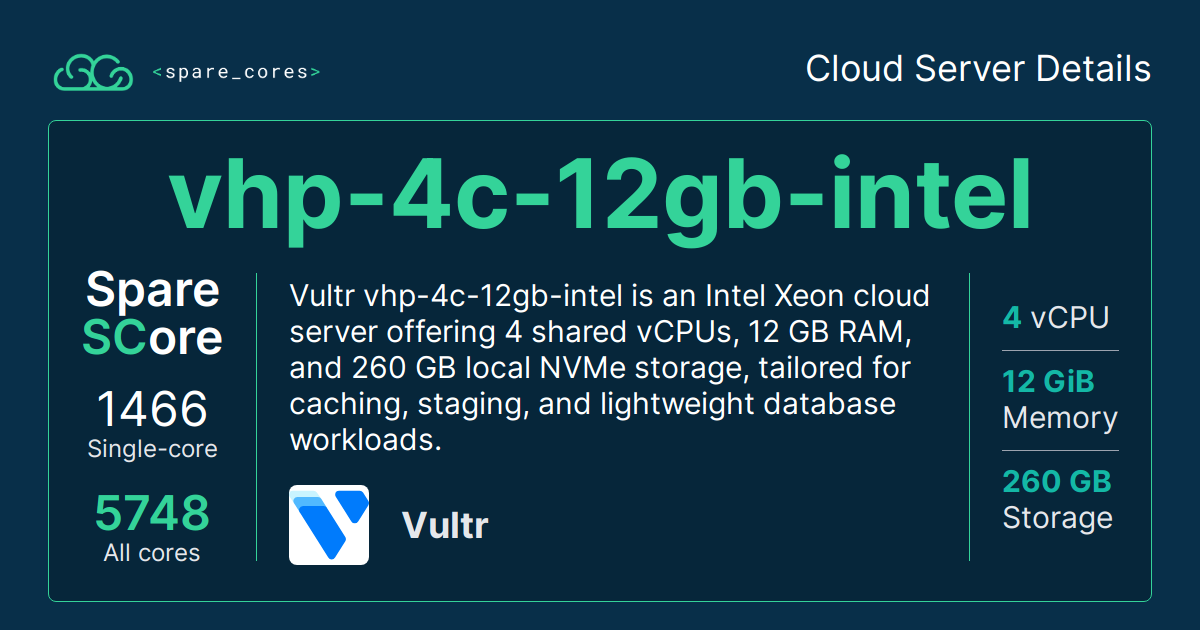 <spare_cores>
Cloud Server Details
vhp-4c-12gb-intel
Spare
SCore
1466
Single-core
5748
All cores
Vultr vhp-4c-12gb-intel is an Intel Xeon cloud
server offering 4 shared vCPUs, 12 GB RAM,
and 260 GB local NVMe storage, tailored for
caching, staging, and lightweight database
workloads.
Vultr
4 vCPU
12 GiB
Memory
260 GB
Storage